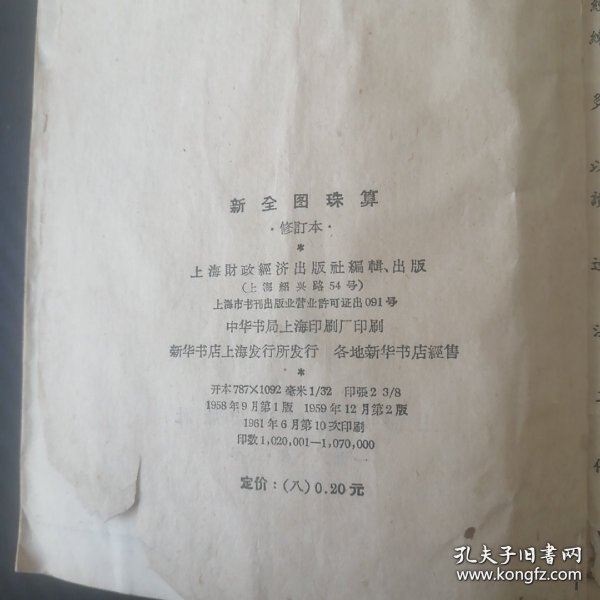 新全图珠算
·修訂本·
*
上海財政經济出版社編輯、出版
(上海紹兴路54号)
上海市书刊出版业营业許可証出091号
中华书局上海印刷厂印刷
新华书店上海发行所发行 各地新华书店經售
*
开本787×1092 毫米1/32 印張2 3/8
1958年9月第1版 1959年12月第2版
1961年6月第10次印刷
印数1,020,001—1,070,000
定价：(八)0.20元
孔夫子旧书网
www.kongfz.com